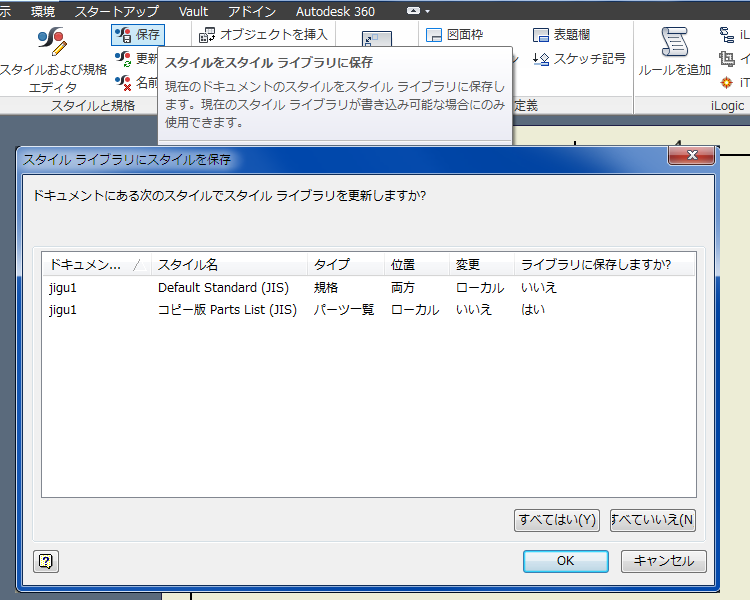 示 環境 スタートアップ Vault アドイン Autodesk 360
保存 オブジェクトを挿入 図面枠 表題欄 iL
スタイルおよび規格 更新 スケッチ記号 ルールを追加 イ
エディタ 名前 iT
スタイルと規格 定義 iLogic
スタイルをスタイル ライブラリに保存
現在のドキュメントのスタイルをスタイル ライブラリに保存し
ます。現在のスタイル ライブラリが書き込み可能な場合にのみ
使用できます。
スタイル ライブラリにスタイルを保存
ドキュメントにある次のスタイルでスタイル ライブラリを更新しますか?
ドキュメン... スタイル名 タイプ 位置 変更 ライブラリに保存しますか?
jigu1 Default Standard (JIS) 規格 両方 ローカル いいえ
jigu1 コピー版 Parts List (JIS) パーツ一覧 ローカル いいえ はい
すべてはい(Y) すべていいえ(N
OK キャンセル